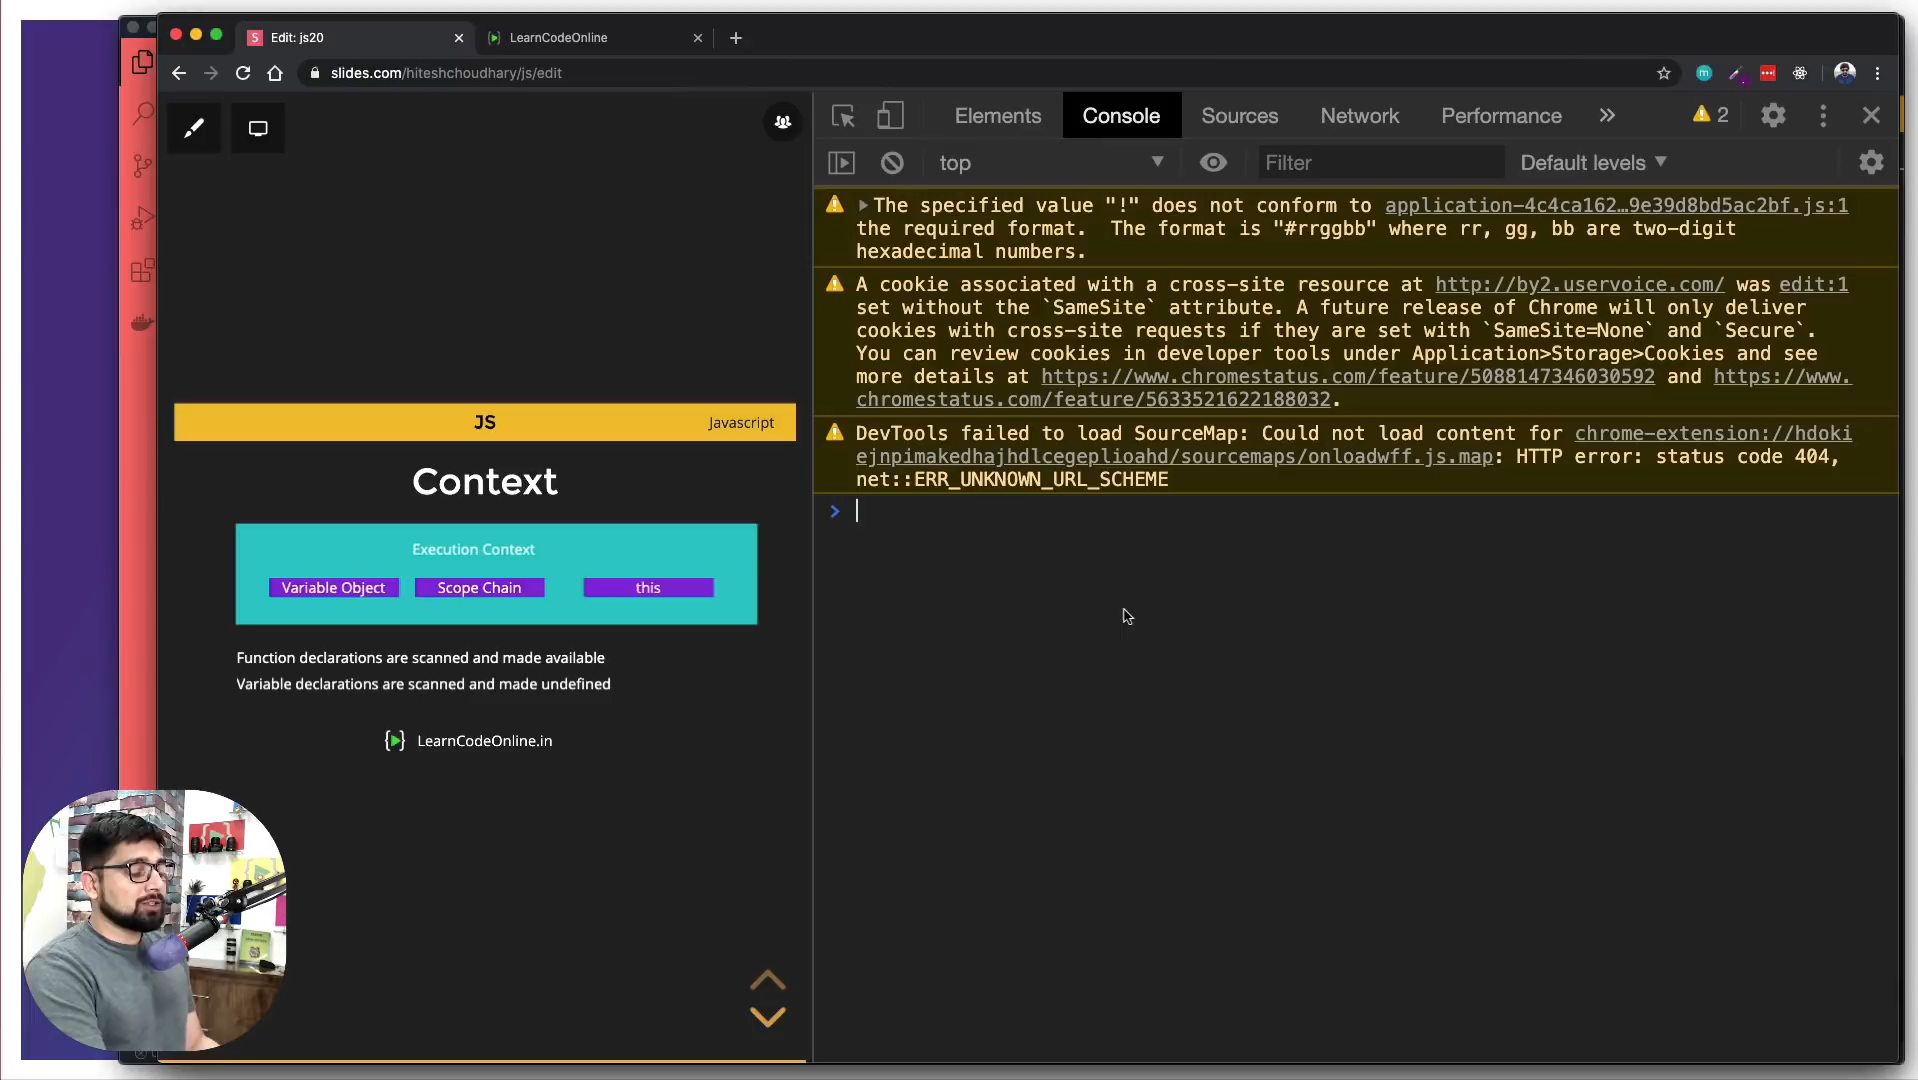 Edit: js20
LearnCodeOnline
slides.com/hiteshchoudhary/js/edit
m
Elements
Console
Sources
Network
Performance
2
top
Filter
Default levels
The specified value "!" does not conform to application-4c4ca162…9e39d8bd5ac2bf.js:1
the required format. The format is "#rrggbb" where rr, gg, bb are two-digit
hexadecimal numbers.
A cookie associated with a cross-site resource at http://by2.uservoice.com/ was edit:1
set without the `SameSite` attribute. A future release of Chrome will only deliver
cookies with cross-site requests if they are set with `SameSite=None` and `Secure`.
You can review cookies in developer tools under Application>Storage>Cookies and see
more details at https://www.chromestatus.com/feature/5088147346030592 and https://www.
chromestatus.com/feature/5633521622188032.
DevTools failed to load SourceMap: Could not load content for chrome-extension://hdoki
ejnpimakedhajhdlcegeplioahd/sourcemaps/onloadwff.js.map: HTTP error: status code 404,
net::ERR_UNKNOWN_URL_SCHEME
JS
Javascript
Context
Execution Context
Variable Object
Scope Chain
this
Function declarations are scanned and made available
Variable declarations are scanned and made undefined
LearnCodeOnline.in